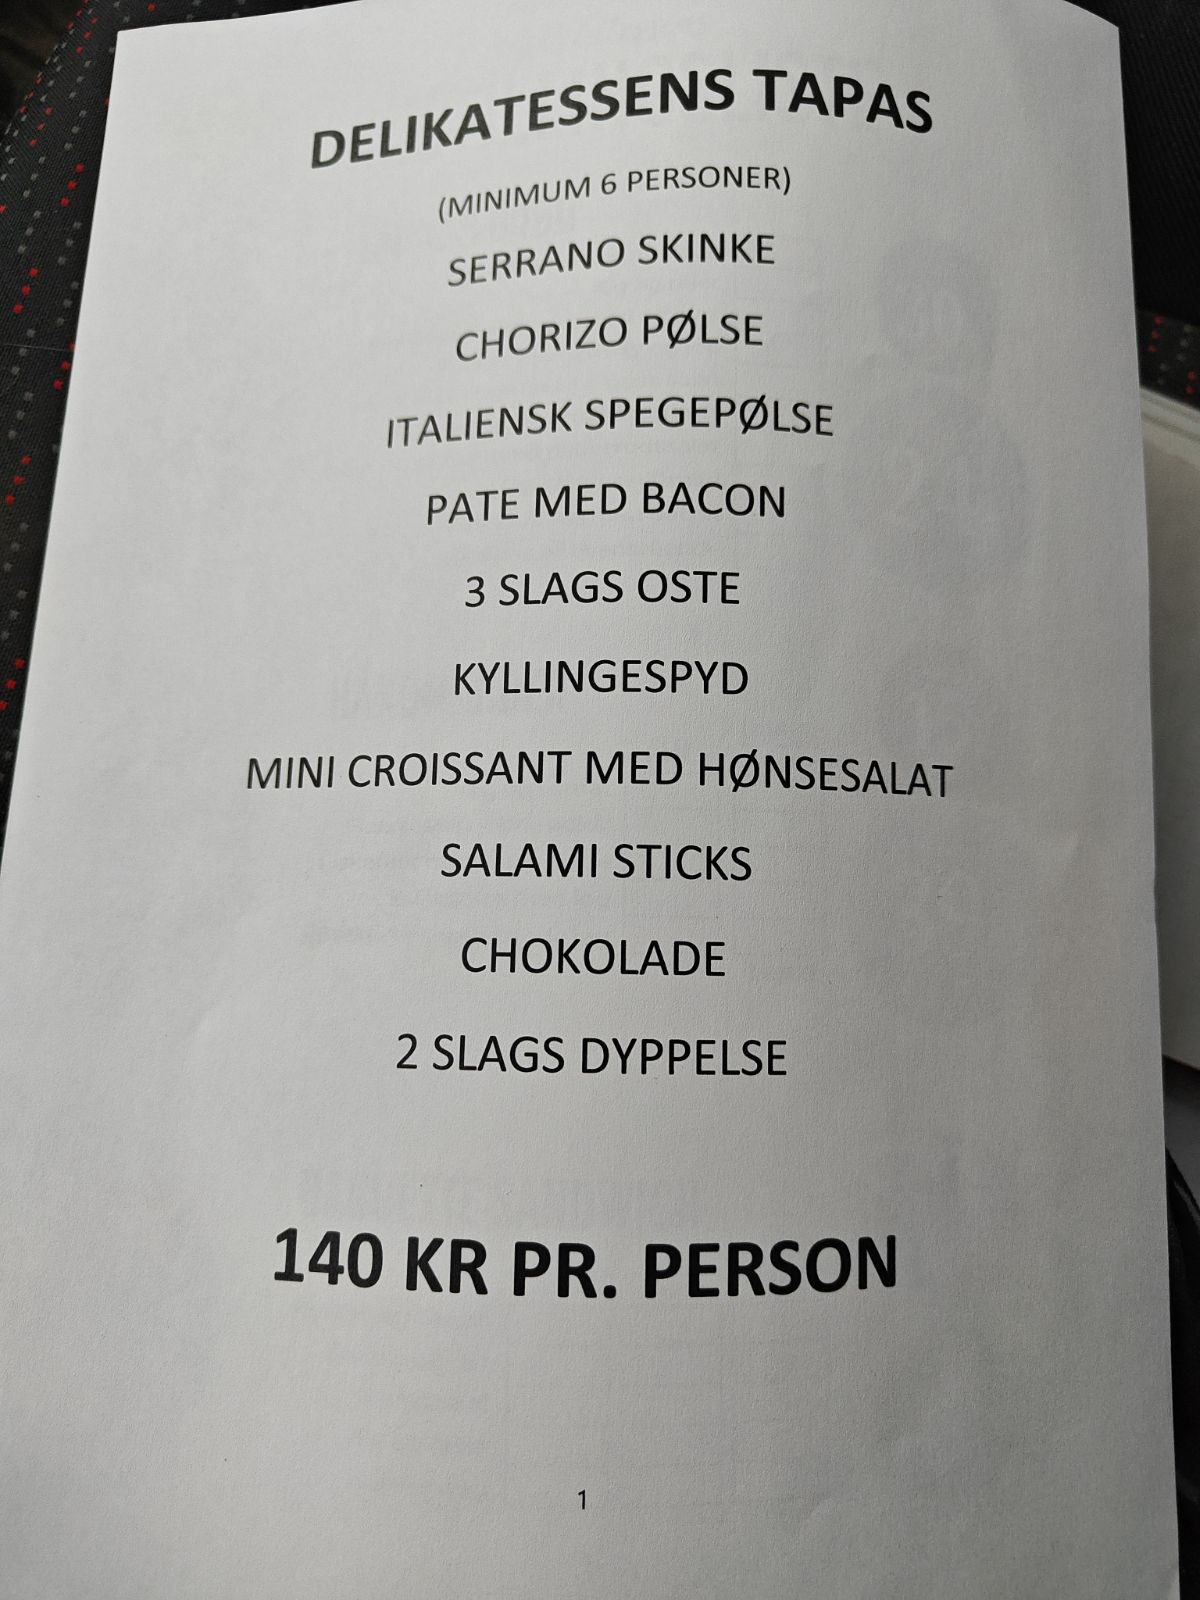 DELIKATESSENS TAPAS
(MINIMUM 6 PERSONER)
SERRANO SKINKE
CHORIZO PØLSE
ITALIENSK SPEGEPØLSE
PATE MED BACON
3 SLAGS OSTE
KYLLINGESPYD
MINI CROISSANT MED HØNSESALAT
SALAMI STICKS
CHOKOLADE
2 SLAGS DYPPELSE
140 KR PR. PERSON
1